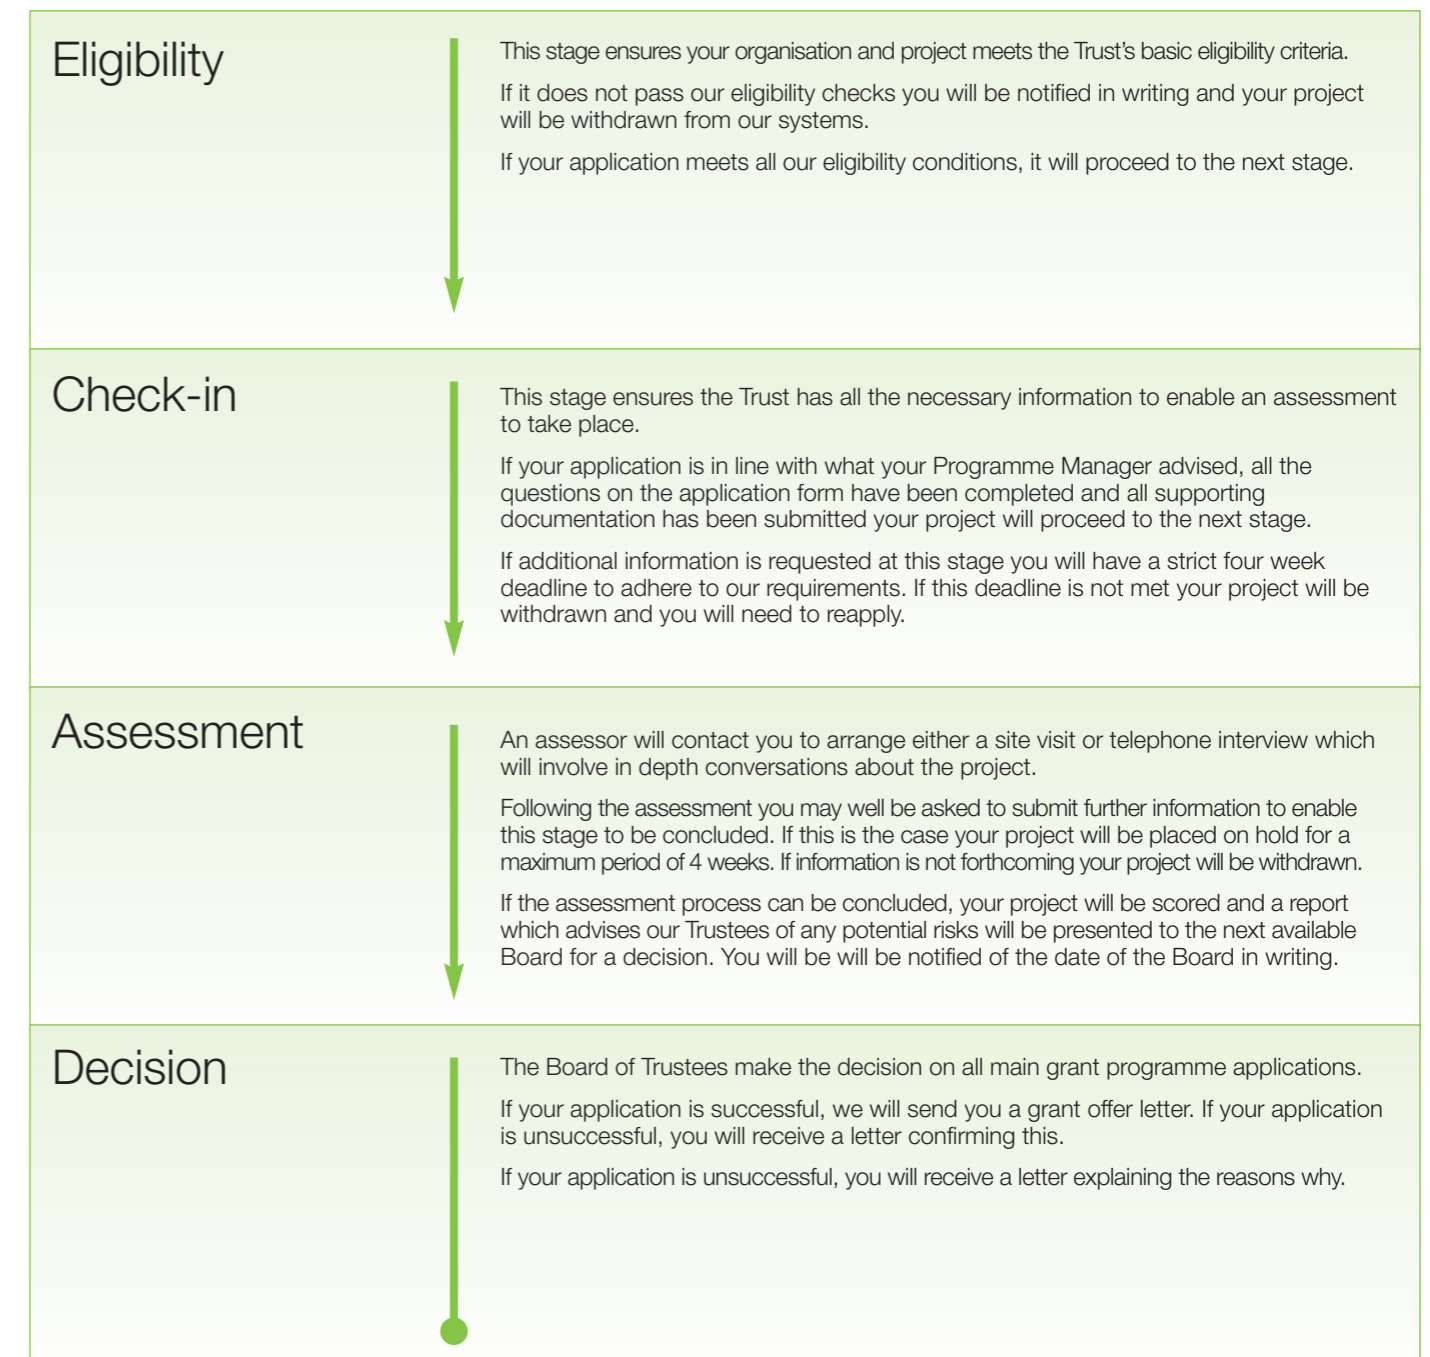 Eligibility
This stage ensures your organisation and project meets the Trust's basic eligibility criteria.
If it does not pass our eligibility checks you will be notified in writing and your project
will be withdrawn from our systems.
If your application meets all our eligibility conditions, it will proceed to the next stage.
Check-in
This stage ensures the Trust has all the necessary information to enable an assessment
to take place.
If your application is in line with what your Programme Manager advised, all the
questions on the application form have been completed and all supporting
documentation has been submitted your project will proceed to the next stage.
If additional information is requested at this stage you will have a strict four week
deadline to adhere to our requirements. If this deadline is not met your project will be
withdrawn and you will need to reapply.
Assessment
An assessor will contact you to arrange either a site visit or telephone interview which
will involve in depth conversations about the project.
Following the assessment you may well be asked to submit further information to enable
this stage to be concluded. If this is the case your project will be placed on hold for a
maximum period of 4 weeks. If information is not forthcoming your project will be withdrawn.
If the assessment process can be concluded, your project will be scored and a report
which advises our Trustees of any potential risks will be presented to the next available
Board for a decision. You will be will be notified of the date of the Board in writing.
Decision
The Board of Trustees make the decision on all main grant programme applications.
If your application is successful, we will send you a grant offer letter. If your application
is unsuccessful, you will receive a letter confirming this.
If your application is unsuccessful, you will receive a letter explaining the reasons why.